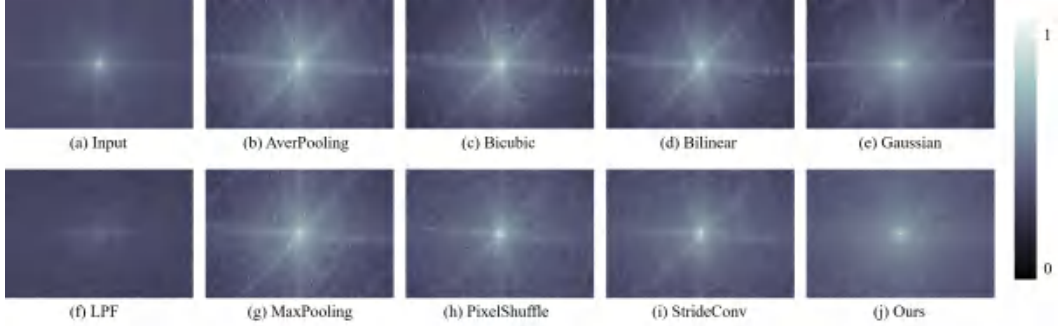 1
(a) Input
(b) AverPooling
(c) Bicubic
(d) Bilinear
(e) Gaussian
0
(f) LPF
(g) MaxPooling
(h) PixelShuffle
(i) StrideConv
(j) Ours